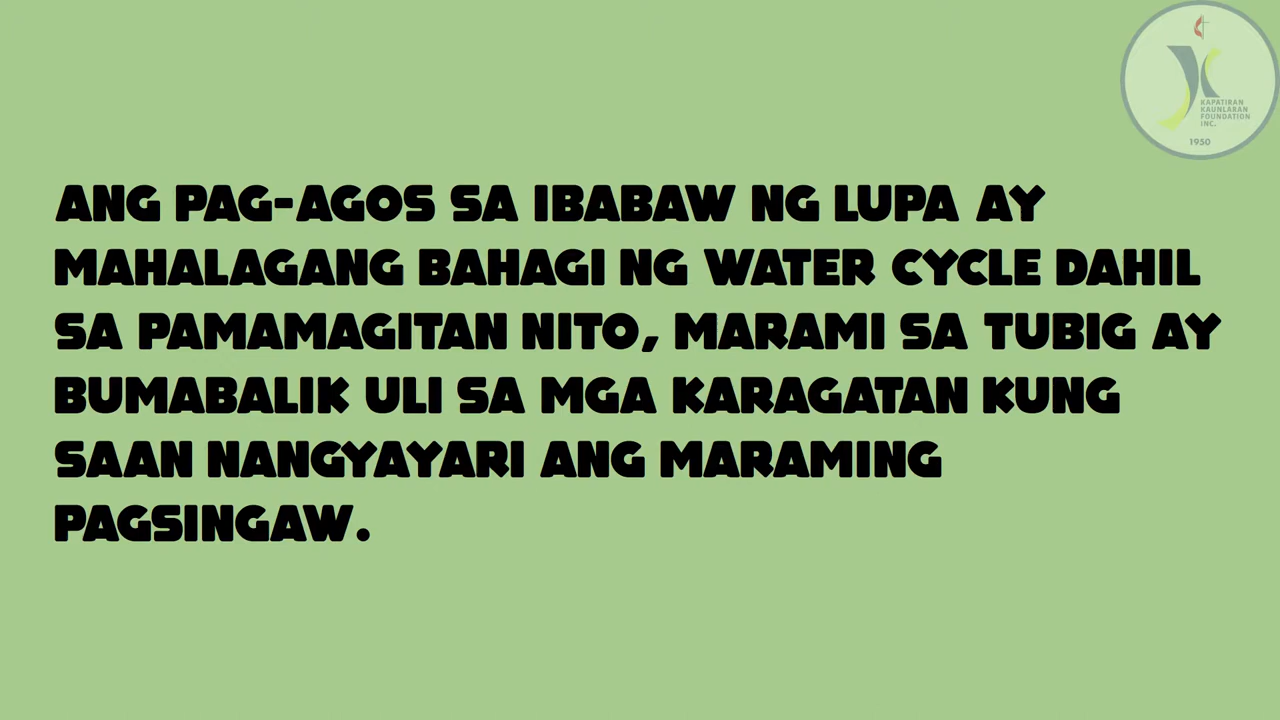 KAPATIRAN
KAUNLARAN
FOUNDATION
INC.
1950
ANG PAG-AGOS SA IBABAW NG LUPA AY
MAHALAGANG BAHAGI NG WATER CYCLE DAHIL
SA PAMAMAGITAN NITO, MARAMI SA TUBIG AY
BUMABALIK ULI SA MGA KARAGATAN KUNG
SAAN NANGYAYARI ANG MARAMING
PAGSINGAW.